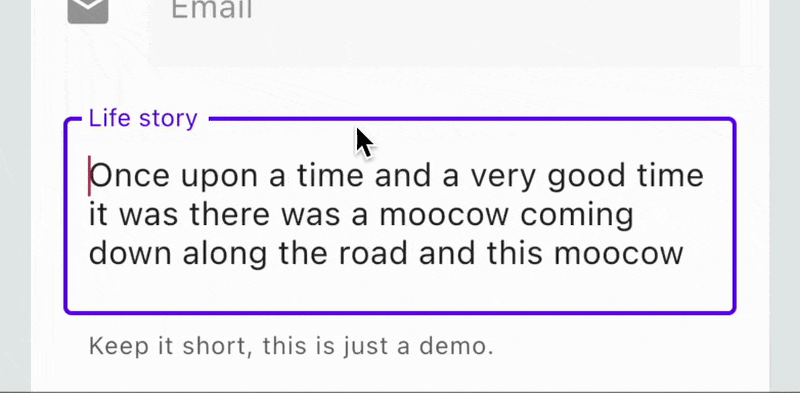 Email
Life story
Once upon a time and a very good time
it was there was a moocow coming
down along the road and this moocow
Keep it short, this is just a demo.